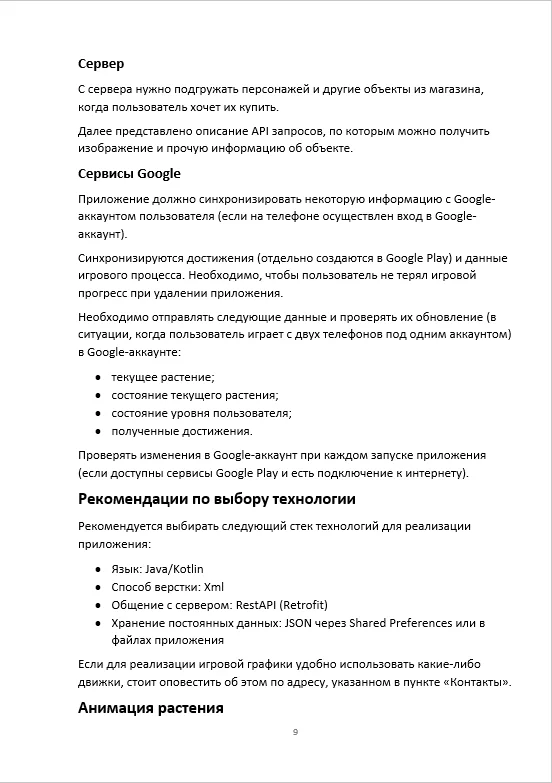 Сервер
С сервера нужно подгружать персонажей и другие объекты из магазина,
когда пользователь хочет их купить.
Далее представлено описание API запросов, по которым можно получить
изображение и прочую информацию об объекте.
Сервисы Google
Приложение должно синхронизировать некоторую информацию с Google-
аккаунтом пользователя (если на телефоне осуществлен вход в Google-
аккаунт).
Синхронизируются достижения (отдельно создаются в Google Play) и данные
игрового процесса. Необходимо, чтобы пользователь не терял игровой
прогресс при удалении приложения.
Необходимо отправлять следующие данные и проверять их обновление (в
ситуации, когда пользователь играет с двух телефонов под одним аккаунтом)
в Google-аккаунте:
• текущее растение;
• состояние текущего растения;
• состояние уровня пользователя;
• полученные достижения.
Проверять изменения в Google-аккаунт при каждом запуске приложения
(если доступны сервисы Google Play и есть подключение к интернету).
Рекомендации по выбору технологии
Рекомендуется выбирать следующий стек технологий для реализации
приложения:
• Язык: Java/Kotlin
• Способ верстки: Xml
• Общение с сервером: RestAPI (Retrofit)
• Хранение постоянных данных: JSON через Shared Preferences или в
файлах приложения
Если для реализации игровой графики удобно использовать какие-либо
движки, стоит оповестить об этом по адресу, указанном в пункте «Контакты».
Анимация растения
9